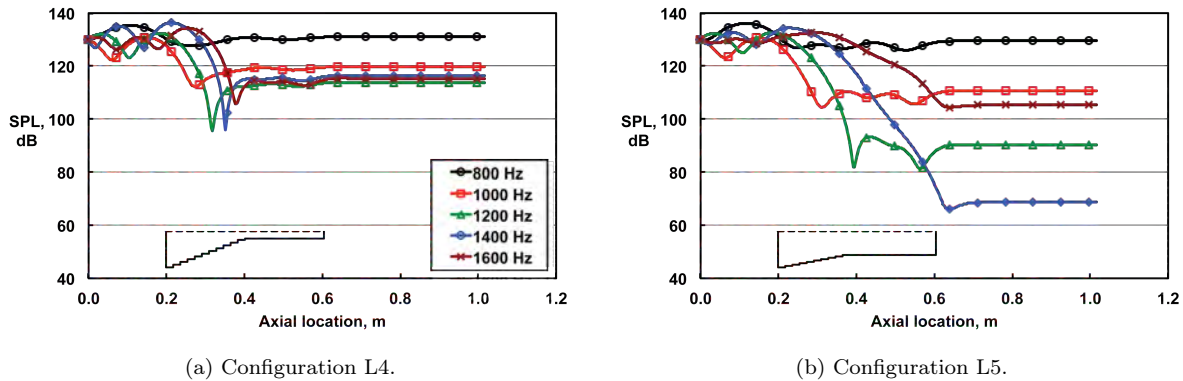 140
120
100
80
60
40
SPL,
dB
800 Hz
1000 Hz
1200 Hz
1400 Hz
1600 Hz
0.0 0.2 0.4 0.6 0.8 1.0 1.2
Axial location, m
(a) Configuration L4.
140
120
100
80
60
40
SPL,
dB
0.0 0.2 0.4 0.6 0.8 1.0 1.2
Axial location, m
(b) Configuration L5.